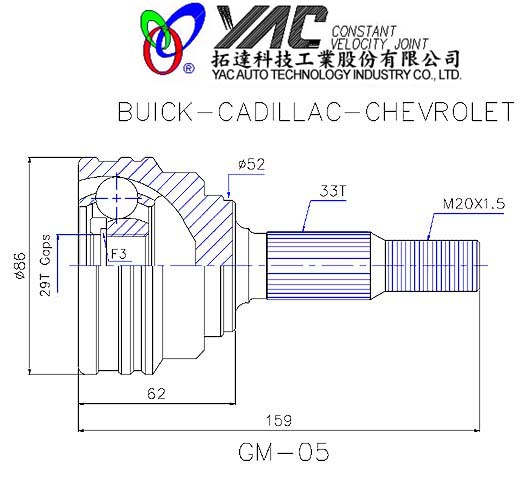 YAC CONSTANT
VELOCITY JOINT
拓達科技工業股份有限公司
®
YAC AUTO TECHNOLOGY INDUSTRY CO., LTD.
BUICK-CADILLAC-CHEVROLET
ø52
33T
M20X1.5
F3
ø86
29T Gaps
62
159
GM-05